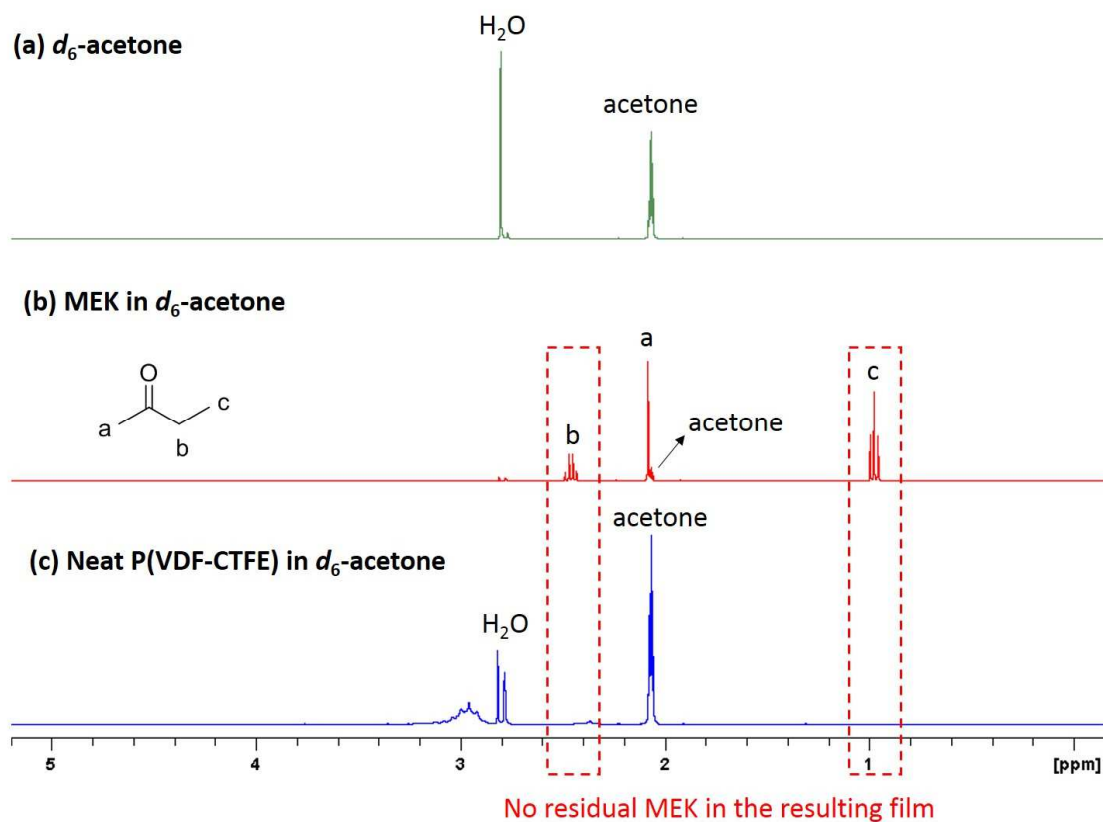 (a) d6-acetone
H2O
acetone
(b) MEK in d6-acetone
O
a
b
c
b
a
acetone
c
(c) Neat P(VDF-CTFE) in d6-acetone
H2O
acetone
5 4 3 2 1 [ppm]
No residual MEK in the resulting film